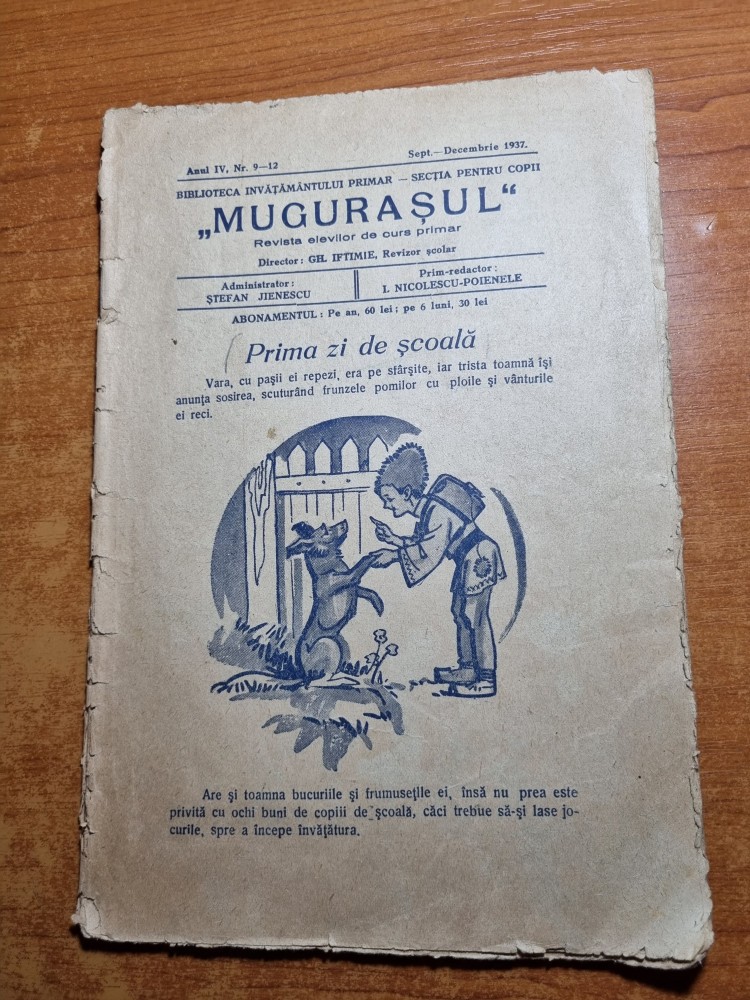 Anul IV, Nr. 9—12
Sept.—Decembrie 1937.
BIBLIOTECA INVĂȚĂMÂNTULUI PRIMAR — SECȚIA PENTRU COPII
„MUGURAȘUL“
Revista elevilor de curs primar
Director: GH. IFTIMIE, Revizor școlar
Administrator:
ȘTEFAN JIENESCU
Prim-redactor:
I. NICOLESCU-POIENELE
ABONAMENTUL: Pe an, 60 lei; pe 6 luni, 30 lei
Prima zi de școală
Vara, cu pașii ei repezi, era pe sfârșite, iar trista toamnă își
anunța sosirea, scuturând frunzele pomilor cu ploile și vânturile
ei reci.
Are și toamna bucuriile și frumusețile ei, însă nu prea este
privită cu ochi buni de copiii de școală, căci trebue să-și lase jo-
curile, spre a începe învățătura.